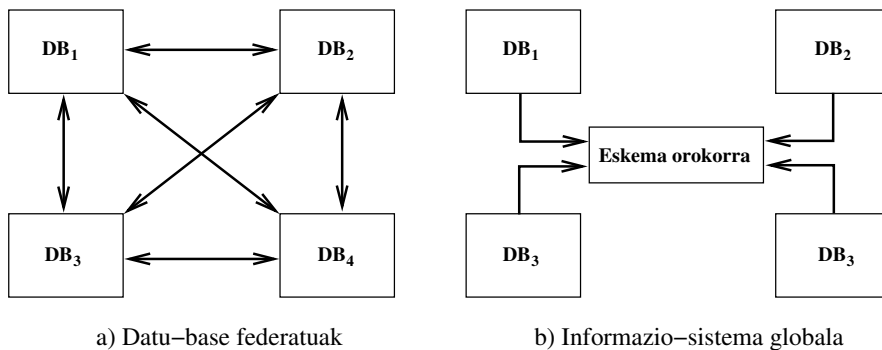 DB1
DB2
DB3
DB4
a) Datu−base federatuak
DB1
DB2
Eskema orokorra
DB3
DB3
b) Informazio−sistema globala